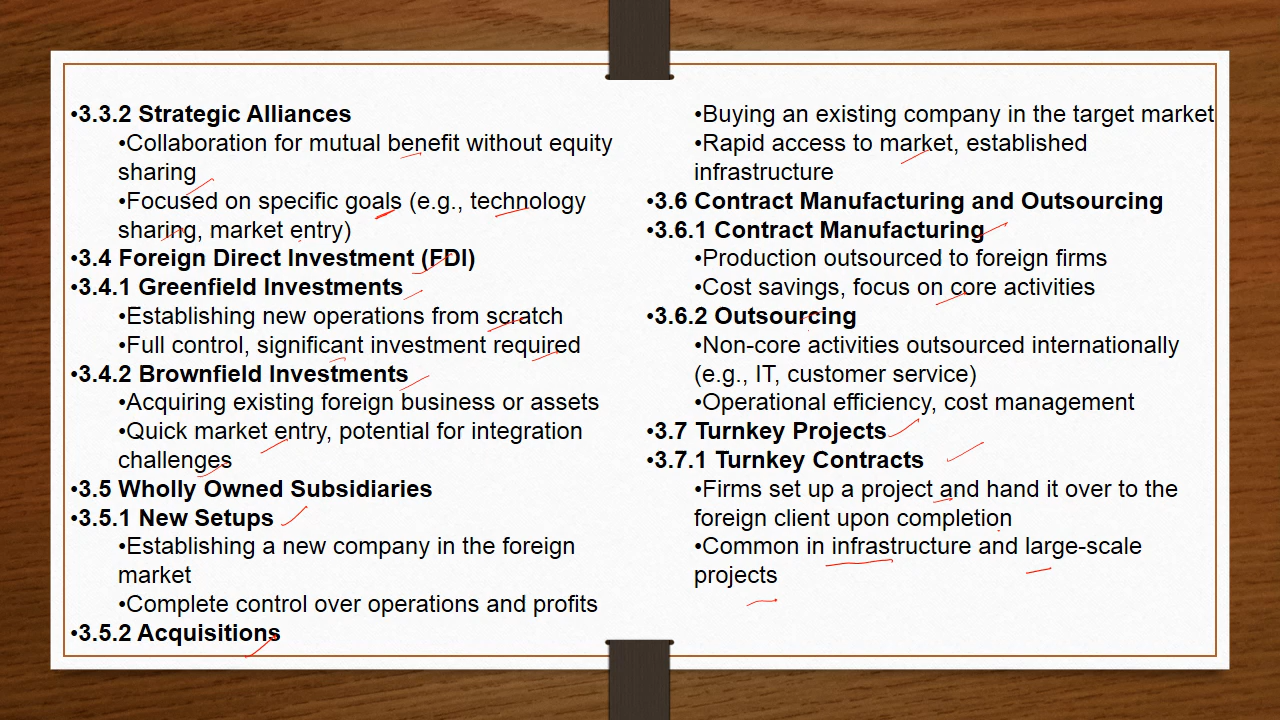 •3.3.2 Strategic Alliances
•Collaboration for mutual benefit without equity
sharing
•Focused on specific goals (e.g., technology
sharing, market entry)
•3.4 Foreign Direct Investment (FDI)
•3.4.1 Greenfield Investments
•Establishing new operations from scratch
•Full control, significant investment required
•3.4.2 Brownfield Investments
•Acquiring existing foreign business or assets
•Quick market entry, potential for integration
challenges
•3.5 Wholly Owned Subsidiaries
•3.5.1 New Setups
•Establishing a new company in the foreign
market
•Complete control over operations and profits
•3.5.2 Acquisitions
•Buying an existing company in the target market
•Rapid access to market, established
infrastructure
•3.6 Contract Manufacturing and Outsourcing
•3.6.1 Contract Manufacturing
•Production outsourced to foreign firms
•Cost savings, focus on core activities
•3.6.2 Outsourcing
•Non-core activities outsourced internationally
(e.g., IT, customer service)
•Operational efficiency, cost management
•3.7 Turnkey Projects
•3.7.1 Turnkey Contracts
•Firms set up a project and hand it over to the
foreign client upon completion
•Common in infrastructure and large-scale
projects